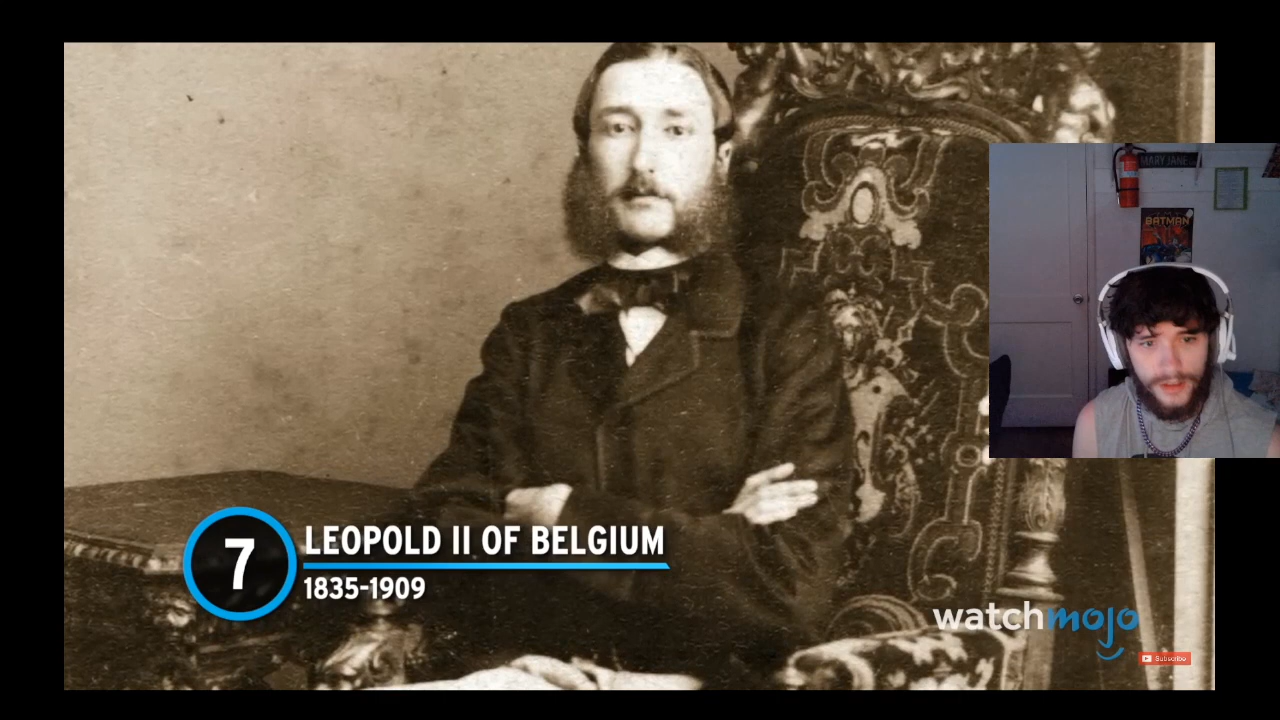 MARY JANE
BATMAN
7
LEOPOLD II OF BELGIUM
1835-1909
watchmojo
Subscribe